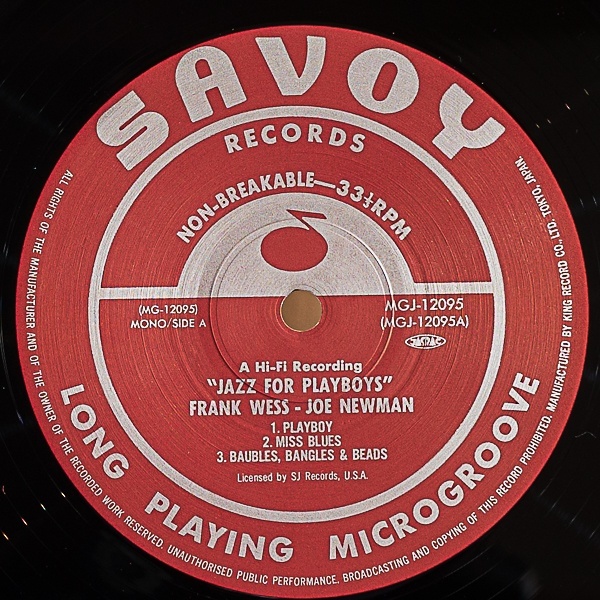 SAVOY
RECORDS
NON-BREAKABLE—33⅓RPM
(MG-12095)
MONO/SIDE A
MGJ-12095
(MGJ-12095A)
JASRAC
A Hi-Fi Recording
"JAZZ FOR PLAYBOYS"
FRANK WESS - JOE NEWMAN
1. PLAYBOY
2. MISS BLUES
3. BAUBLES, BANGLES & BEADS
Licensed by SJ Records, U.S.A.
LONG PLAYING MICROGROOVE
ALL RIGHTS OF THE MANUFACTURER AND OF THE OWNER OF THE RECORDED WORK RESERVED. UNAUTHORISED PUBLIC PERFORMANCE. BROADCASTING AND COPYING OF THIS RECORD PROHIBITED. MANUFACTURED BY KING RECORD CO., LTD. TOKYO, JAPAN.